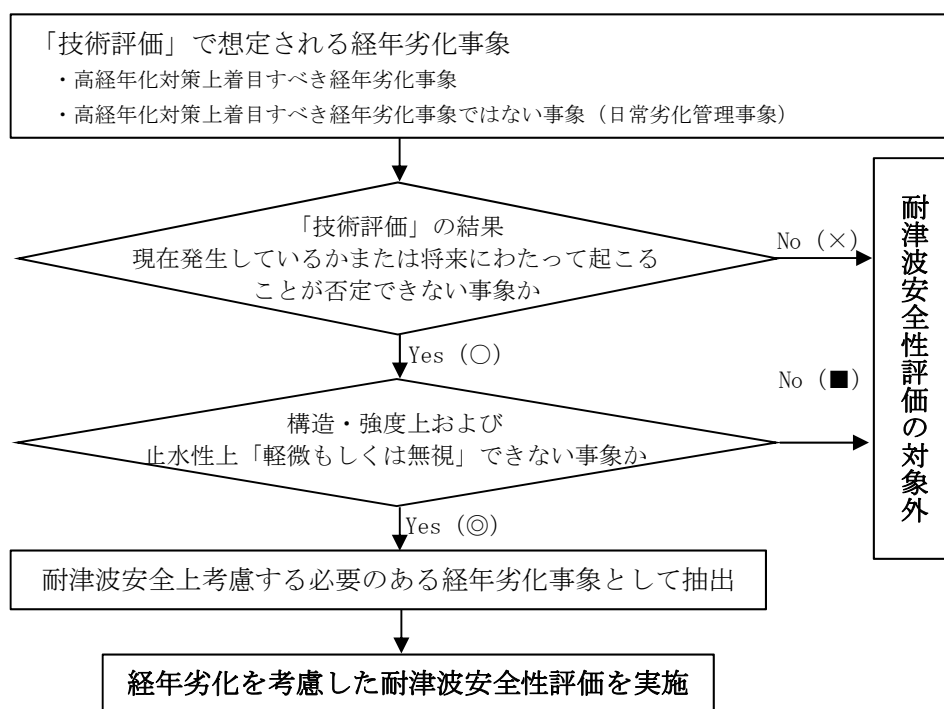 「技術評価」で想定される経年劣化事象
・高経年化対策上着目すべき経年劣化事象
・高経年化対策上着目すべき経年劣化事象ではない事象（日常劣化管理事象）
「技術評価」の結果
現在発生しているかまたは将来にわたって起こる
ことが否定できない事象か
No（×）
Yes（○）
構造・強度上および
止水性上「軽微もしくは無視」できない事象か
No（■）
Yes（◎）
耐津波安全性評価の対象外
耐津波安全上考慮する必要のある経年劣化事象として抽出
経年劣化を考慮した耐津波安全性評価を実施